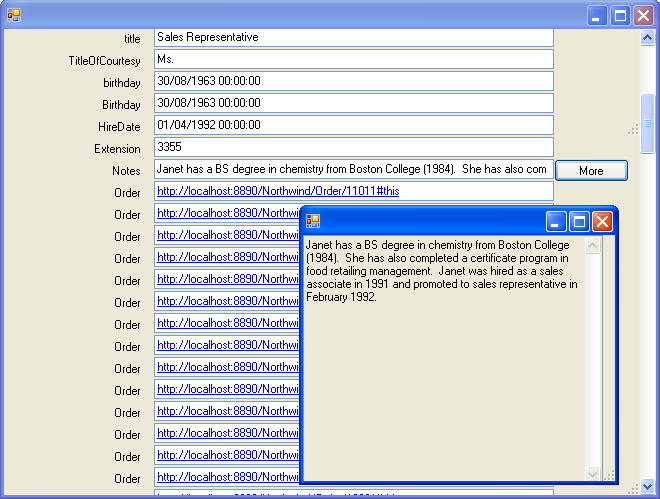 title Sales Representative
TitleOfCourtesy Ms.
birthday 30/08/1963 00:00:00
Birthday 30/08/1963 00:00:00
HireDate 01/04/1992 00:00:00
Extension 3355
Notes Janet has a BS degree in chemistry from Boston College (1984).  She has also com More
Order http://localhost:8890/Northwind/Order/11011#this
Order http://localhost:8890/Northwi
Order http://localhost:8890/Northwi
Order http://localhost:8890/Northwi
Order http://localhost:8890/Northwi
Order http://localhost:8890/Northwi
Order http://localhost:8890/Northwi
Order http://localhost:8890/Northwi
Order http://localhost:8890/Northwi
Order http://localhost:8890/Northwi
Order http://localhost:8890/Northwi
Order http://localhost:8890/Northwi
Order http://localhost:8890/Northwi
Order http://localhost:8890/Northwi
Janet has a BS degree in chemistry from Boston College
(1984).  She has also completed a certificate program in
food retailing management.  Janet was hired as a sales
associate in 1991 and promoted to sales representative in
February 1992.